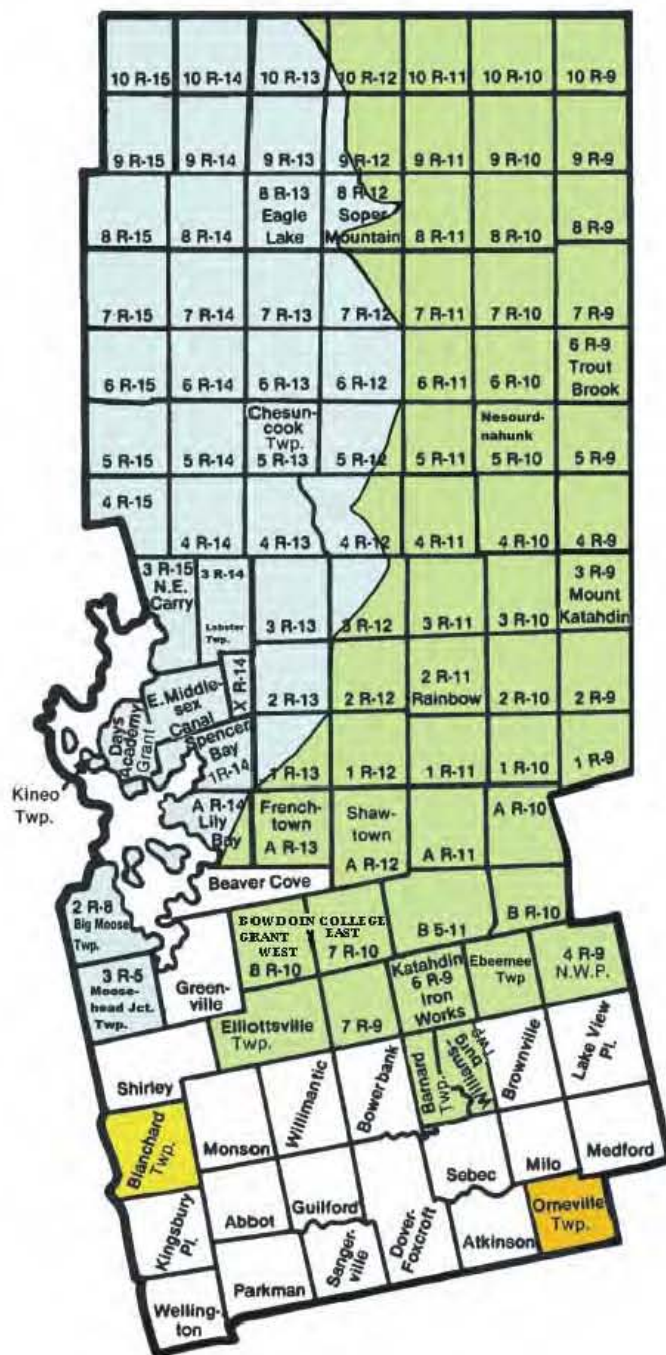 10 R-15 10 R-14 10 R-13 10 R-12 10 R-11 10 R-10 10 R-9
9 R-15 9 R-14 9 R-13 9 R-12 9 R-11 9 R-10 9 R-9
8 R-15
8 R-14
8 R-13
Eagle
Lake
8 R-12
Soper
Mountain
8 R-11
8 R-10
8 R-9
7 R-15 7 R-14 7 R-13 7 R-12 7 R-11 7 R-10 7 R-9
6 R-15 6 R-14 6 R-13 6 R-12 6 R-11 6 R-10
6 R-9
Trout
Brook
5 R-15
5 R-14
Chesun-
cook
Twp.
5 R-13
5 R-12
5 R-11
Nesourd-
nahunk
5 R-10
5 R-9
4 R-15
4 R-14 4 R-13 4 R-12 4 R-11 4 R-10 4 R-9
3 R-15
N.E.
Carry
3 R-14
Lobster
Twp.
3 R-13
3 R-12
3 R-11
3 R-10
3 R-9
Mount
Katahdin
E. Middle-
sex
Canal
X R-14
2 R-13
2 R-12
2 R-11
Rainbow
2 R-10
2 R-9
Days
Academy
Grant
Spencer
Bay
1 R-14
1 R-13
1 R-12
1 R-11
1 R-10
1 R-9
Kineo
Twp.
A R-14
Lily
Bay
French-
town
A R-13
Shaw-
town
A R-12
A R-11
A R-10
Beaver Cove
2 R-8
Big Moose
Twp.
BOWDOIN COLLEGE
GRANT EAST
WEST
8 R-10
7 R-10
B 5-11
B R-10
3 R-5
Moose-
head Jct.
Twp.
Green-
ville
Elliottsville
Twp.
7 R-9
Katahdin
6 R-9
Iron
Works
Ebeemee
Twp
4 R-9
N.W.P.
Shirley
Blanchard
Twp.
Monson
Willimantic
Bowerbank
Barnard
Twp.
Williams-
burg
Twp.
Brownville
Lake View
Pl.
Kingsbury
Pl.
Abbot
Guilford
Dover-
Foxcroft
Sebec
Milo
Medford
Welling-
ton
Parkman
Sanger-
ville
Atkinson
Orneville
Twp.